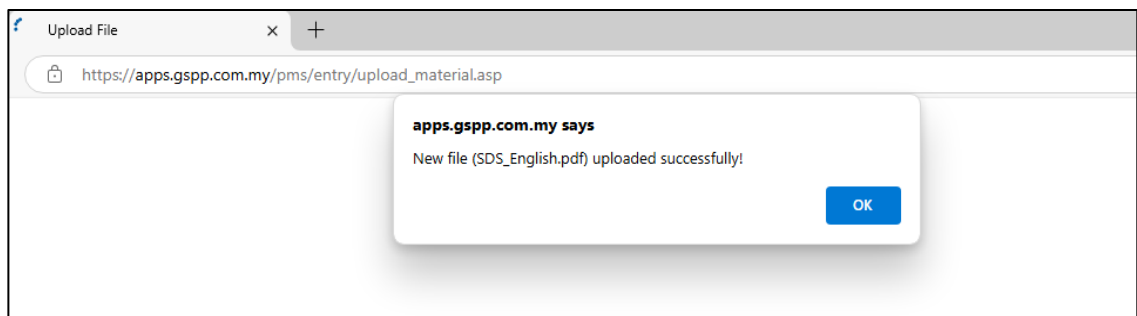 Upload File
https://apps.gspp.com.my/pms/entry/upload_material.asp
apps.gspp.com.my says
New file (SDS_English.pdf) uploaded successfully!
OK